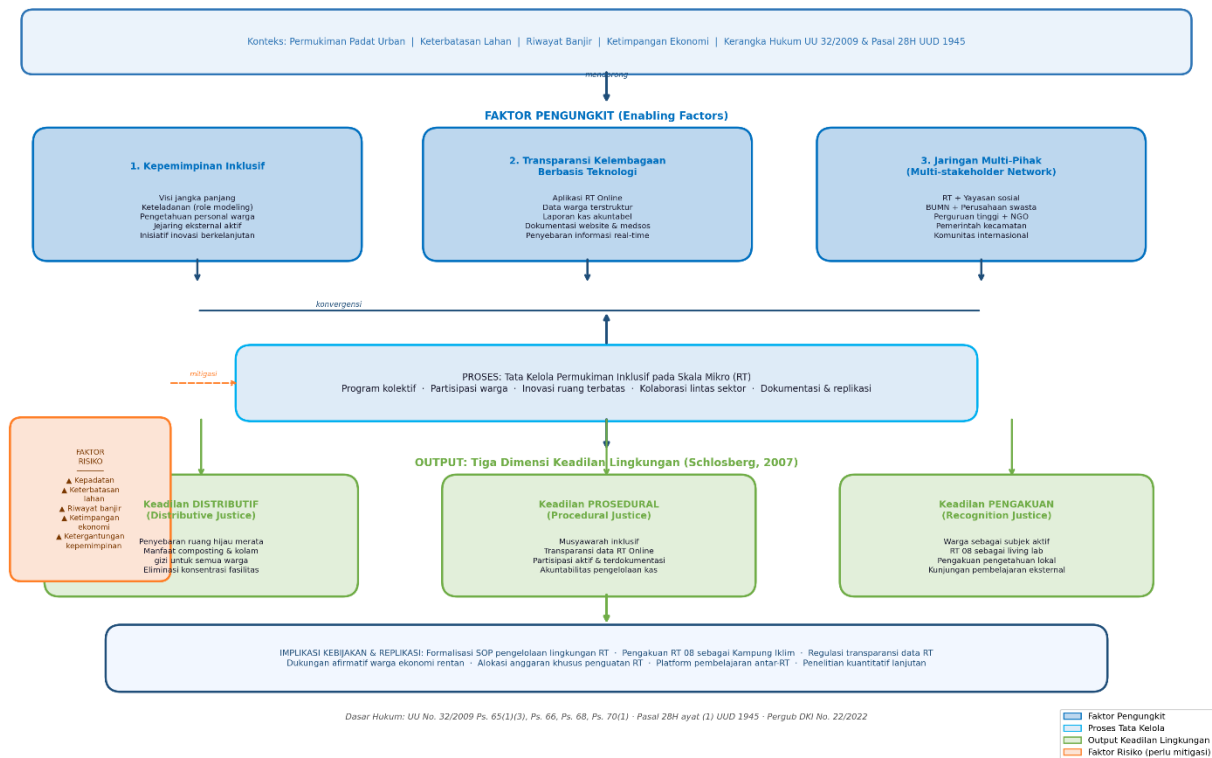 Konteks: Permukiman Padat Urban | Keterbatasan Lahan | Riwayat Banjir | Ketimpangan Ekonomi | Kerangka Hukum UU 32/2009 & Pasal 28H UUD 1945
mendorong
FAKTOR PENGUNGKIT (Enabling Factors)
1. Kepemimpinan Inklusif
Visi jangka panjang
Keteladanan (role modeling)
Pengetahuan personal warga
Jejaring eksternal aktif
Inisiatif inovasi berkelanjutan
2. Transparansi Kelembagaan
Berbasis Teknologi
Aplikasi RT Online
Data warga terstruktur
Laporan kas akuntabel
Dokumentasi website & medsos
Penyebaran informasi real-time
3. Jaringan Multi-Pihak
(Multi-stakeholder Network)
RT + Yayasan sosial
BUMN + Perusahaan swasta
Perguruan tinggi + NGO
Pemerintah kecamatan
Komunitas internasional
konvergensi
mitigasi
PROSES: Tata Kelola Permukiman Inklusif pada Skala Mikro (RT)
Program kolektif · Partisipasi warga · Inovasi ruang terbatas · Kolaborasi lintas sektor · Dokumentasi & replikasi
FAKTOR
RISIKO
▲ Kepadatan
▲ Keterbatasan
lahan
▲ Riwayat banjir
▲ Ketimpangan
ekonomi
▲ Ketergantungan
kepemimpinan
OUTPUT: Tiga Dimensi Keadilan Lingkungan (Schlosberg, 2007)
Keadilan DISTRIBUTIF
(Distributive Justice)
Penyebaran ruang hijau merata
Manfaat composting & kolam
gizi untuk semua warga
Eliminasi konsentrasi fasilitas
Keadilan PROSEDURAL
(Procedural Justice)
Musyawarah inklusif
Transparansi data RT Online
Partisipasi aktif & terdokumentasi
Akuntabilitas pengelolaan kas
Keadilan PENGAKUAN
(Recognition Justice)
Warga sebagai subjek aktif
RT 08 sebagai living lab
Pengakuan pengetahuan lokal
Kunjungan pembelajaran eksternal
IMPLIKASI KEBIJAKAN & REPLIKASI: Formalisasi SOP pengelolaan lingkungan RT · Pengakuan RT 08 sebagai Kampung Iklim · Regulasi transparansi data RT
Dukungan afirmatif warga ekonomi rentan · Alokasi anggaran khusus penguatan RT · Platform pembelajaran antar-RT · Penelitian kuantitatif lanjutan
Dasar Hukum: UU No. 32/2009 Ps. 65(1)(3), Ps. 66, Ps. 68, Ps. 70(1) · Pasal 28H ayat (1) UUD 1945 · Pergub DKI No. 22/2022
Faktor Pengungkit
Proses Tata Kelola
Output Keadilan Lingkungan
Faktor Risiko (perlu mitigasi)